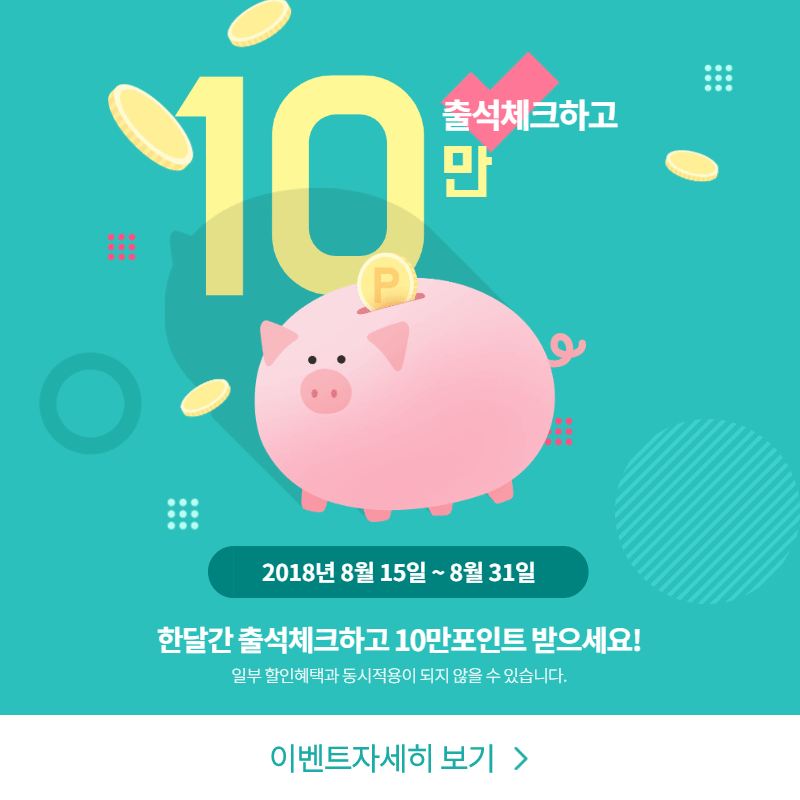 출석체크하고
10만
P
2018년 8월 15일 ~ 8월 31일
한달간 출석체크하고 10만포인트 받으세요!
일부 할인혜택과 동시적용이 되지 않을 수 있습니다.
이벤트자세히 보기 >